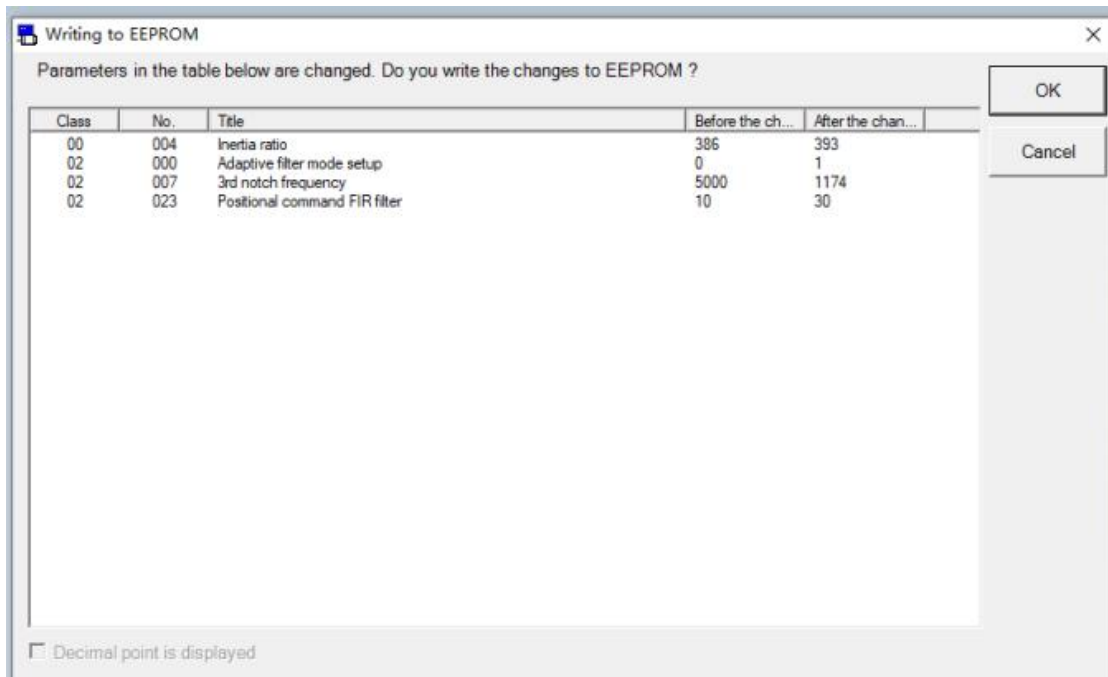 Writing to EEPROM
Parameters in the table below are changed. Do you write the changes to EEPROM ?
OK
Cancel
Class No. Title Before the ch... After the chan...
00 004 Inertia ratio 386 393
02 000 Adaptive filter mode setup 0 1
02 007 3rd notch frequency 5000 1174
02 023 Positional command FIR filter 10 30
Decimal point is displayed